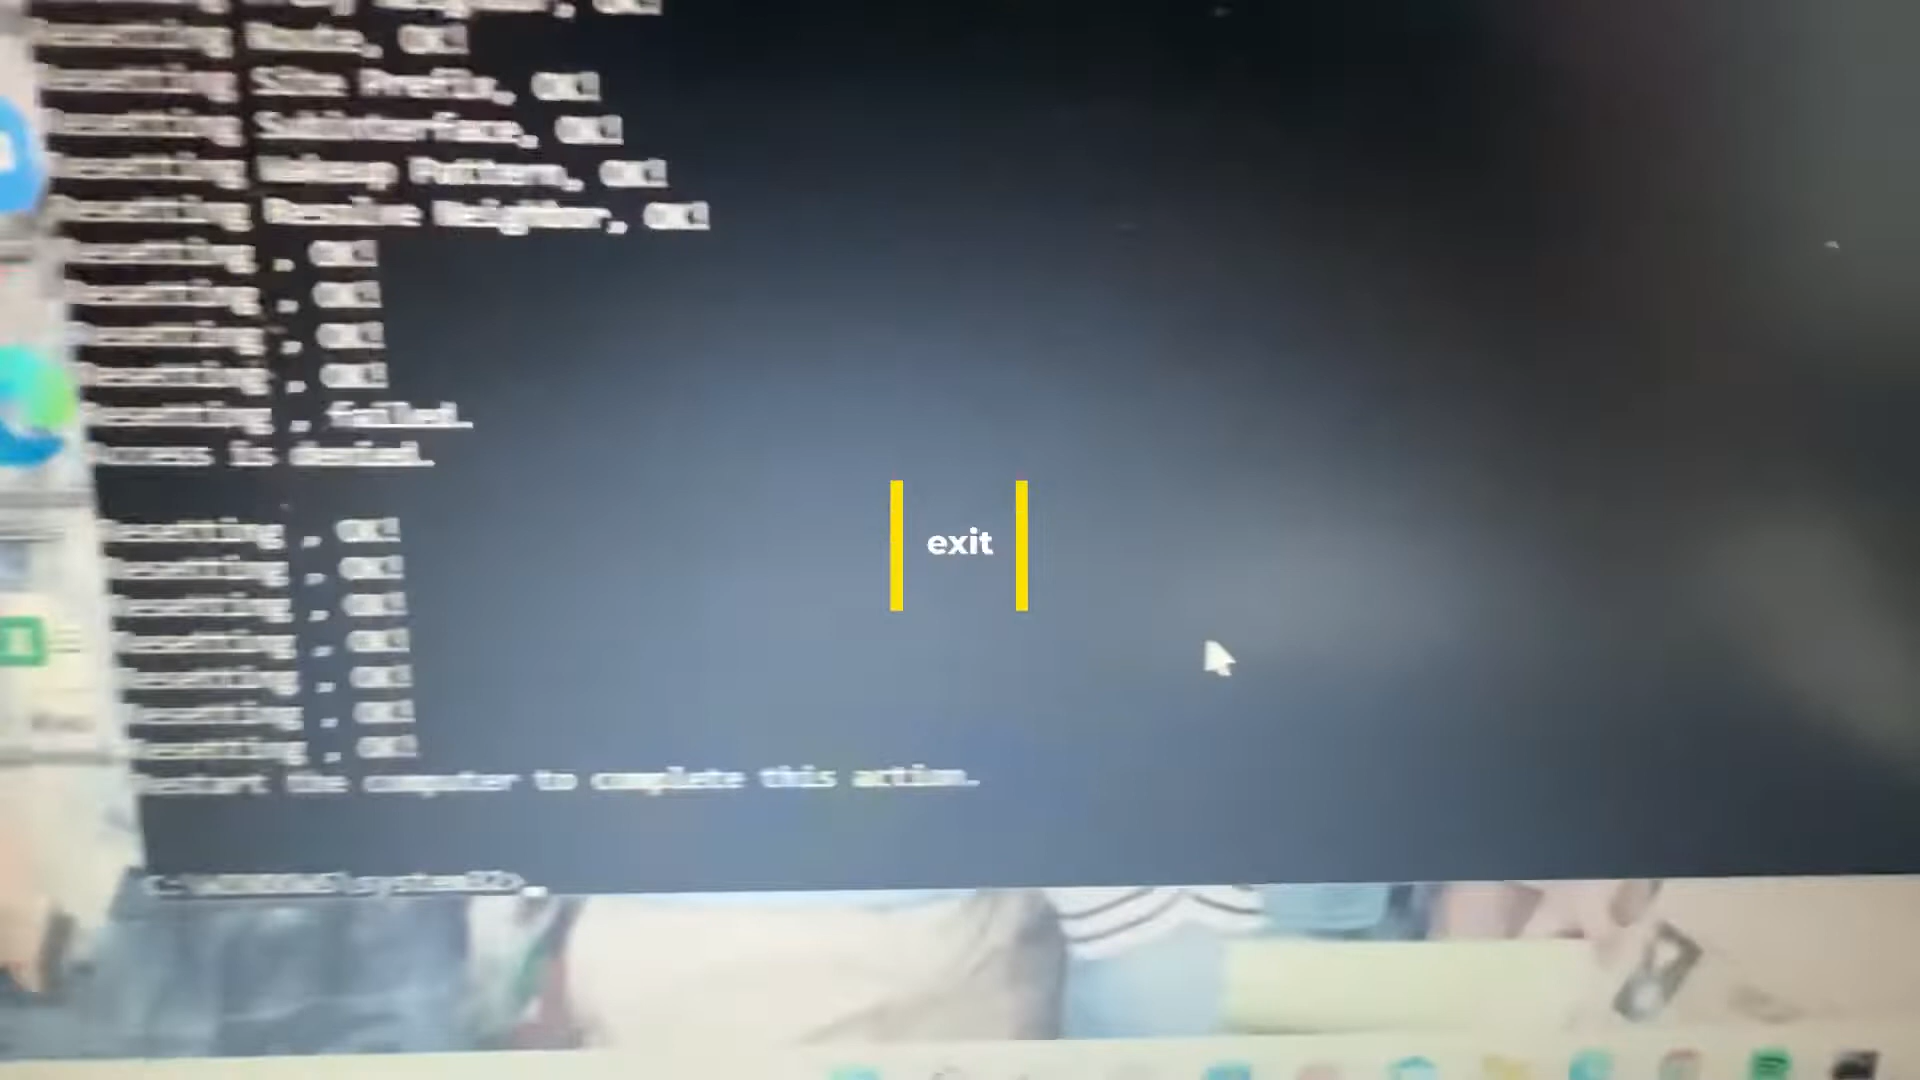 Resetting Route, OK!
Resetting Site Prefix, OK!
Resetting Subinterface, OK!
Resetting Wakeup Pattern, OK!
Resetting Resolve Neighbor, OK!
Resetting , OK!
Resetting , OK!
Resetting , OK!
Resetting , OK!
Resetting , failed.
Access is denied.
Resetting , OK!
Resetting , OK!
Resetting , OK!
Resetting , OK!
Resetting , OK!
Resetting , OK!
Resetting , OK!
Restart the computer to complete this action.
C:\WINDOWS\system32>
exit